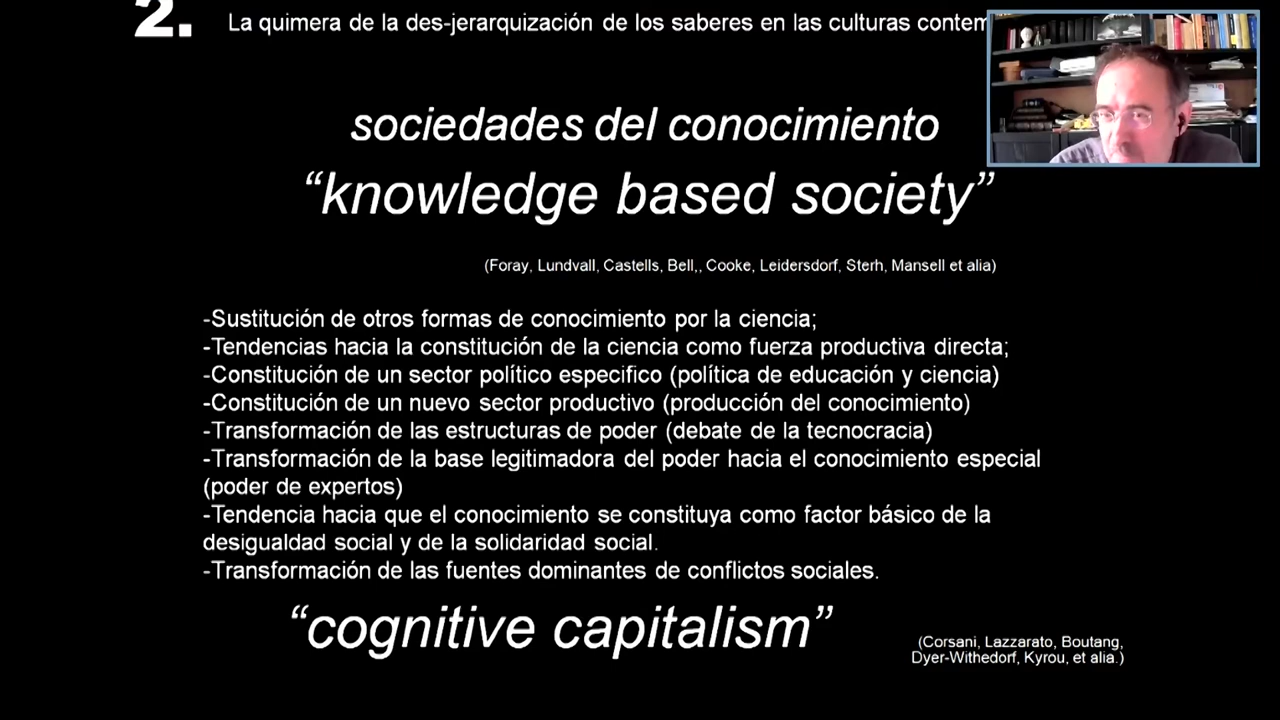 2.
La quimera de la des-jerarquización de los saberes en las culturas
sociedades del conocimiento
“knowledge based society”
(Foray, Lundvall, Castells, Bell,, Cooke, Leidersdorf, Sterh, Mansell et alia)
-Sustitución de otros formas de conocimiento por la ciencia;
-Tendencias hacia la constitución de la ciencia como fuerza productiva directa;
-Constitución de un sector político especifico (política de educación y ciencia)
-Constitución de un nuevo sector productivo (producción del conocimiento)
-Transformación de las estructuras de poder (debate de la tecnocracia)
-Transformación de la base legitimadora del poder hacia el conocimiento especial
(poder de expertos)
-Tendencia hacia que el conocimiento se constituya como factor básico de la
desigualdad social y de la solidaridad social.
-Transformación de las fuentes dominantes de conflictos sociales.
“cognitive capitalism”
(Corsani, Lazzarato, Boutang,
Dyer-Withedorf, Kyrou, et alia.)